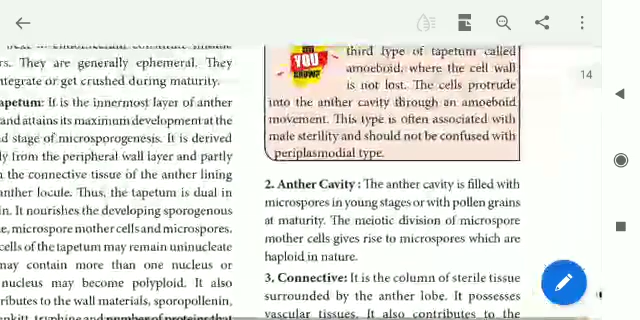 rs. They are generally ephemeral. They
ntegrate or get crushed during maturity.
apetum: It is the innermost layer of anther
and attains its maximum development at the
d stage of microsporogenesis. It is derived
ly from the peripheral wall layer and partly
the connective tissue of the anther lining
anther locule. Thus, the tapetum is dual in
in. It nourishes the developing sporogenous
e, microspore mother cells and microspores.
cells of the tapetum may remain uninucleate
may contain more than one nucleus or
nucleus may become polyploid. It also
ributes to the wall materials, sporopollenin,
enkitt, tryphine and number of proteins that
YOU
KNOW?
third type of tapetum called
amoeboid, where the cell wall
is not lost. The cells protrude
into the anther cavity through an amoeboid
movement. This type is often associated with
male sterility and should not be confused with
periplasmodial type.
2. Anther Cavity: The anther cavity is filled with
microspores in young stages or with pollen grains
at maturity. The meiotic division of microspore
mother cells gives rise to microspores which are
haploid in nature.
3. Connective: It is the column of sterile tissue
surrounded by the anther lobe. It possesses
vascular tissues. It also contributes to the
14